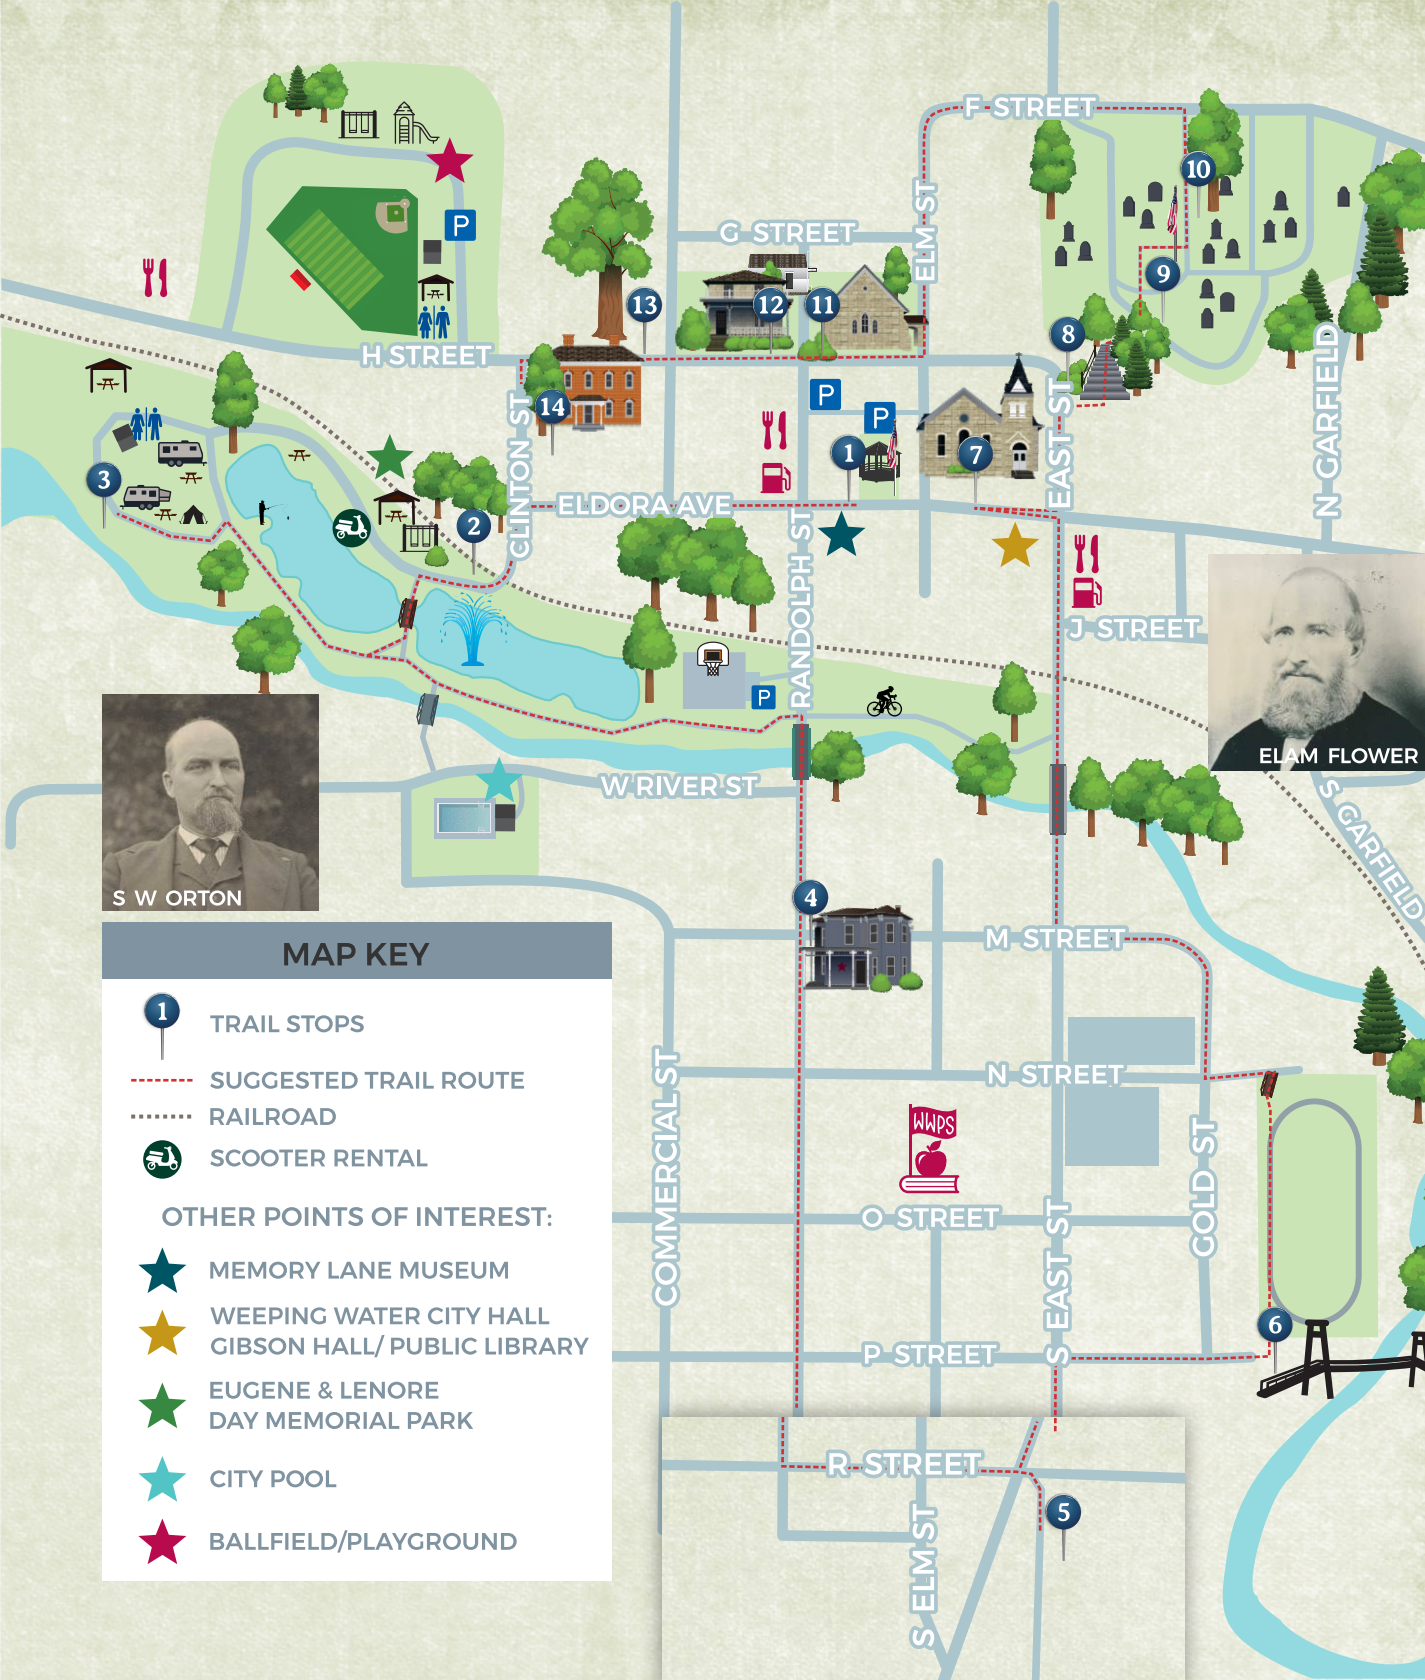 F STREET
10
P
ELM ST
G STREET
9
13
12
11
8
H STREET
P
P
14
CLINTON ST
EAST ST
N GARFIELD
1
7
3
ELDORA AVE
2
RANDOLPH ST
J STREET
P
ELAM FLOWER
S W ORTON
W RIVER ST
S GARFIELD
4
M STREET
MAP KEY
1
TRAIL STOPS
SUGGESTED TRAIL ROUTE
RAILROAD
SCOOTER RENTAL
OTHER POINTS OF INTEREST:
MEMORY LANE MUSEUM
WEEPING WATER CITY HALL
GIBSON HALL/ PUBLIC LIBRARY
EUGENE & LENORE
DAY MEMORIAL PARK
CITY POOL
BALLFIELD/PLAYGROUND
COMMERCIAL ST
N STREET
WWPS
GOLD ST
O STREET
S EAST ST
6
P STREET
R STREET
5
S ELM ST